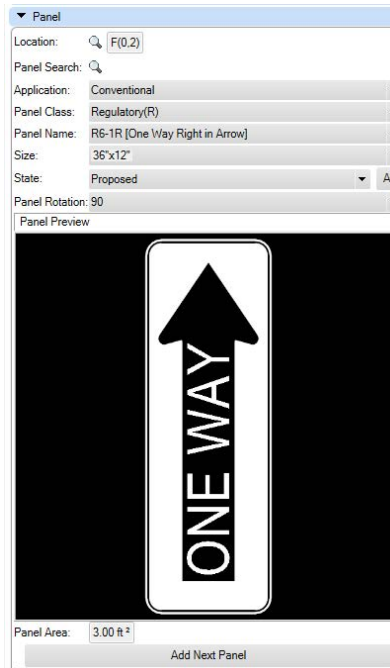 Panel
Location: F(0,2)
Panel Search:
Application: Conventional
Panel Class: Regulatory(R)
Panel Name: R6-1R [One Way Right in Arrow]
Size: 36"x12"
State: Proposed A
Panel Rotation: 90
Panel Preview
ONE WAY
Panel Area: 3.00 ft ²
Add Next Panel